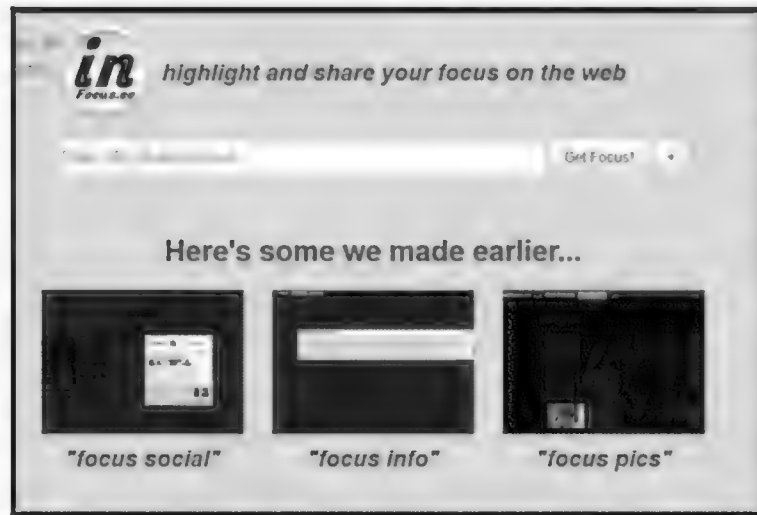 in
Focus.co
highlight and share your focus on the web
Get Focus!
Here's some we made earlier...
"focus social"
"focus info"
"focus pics"